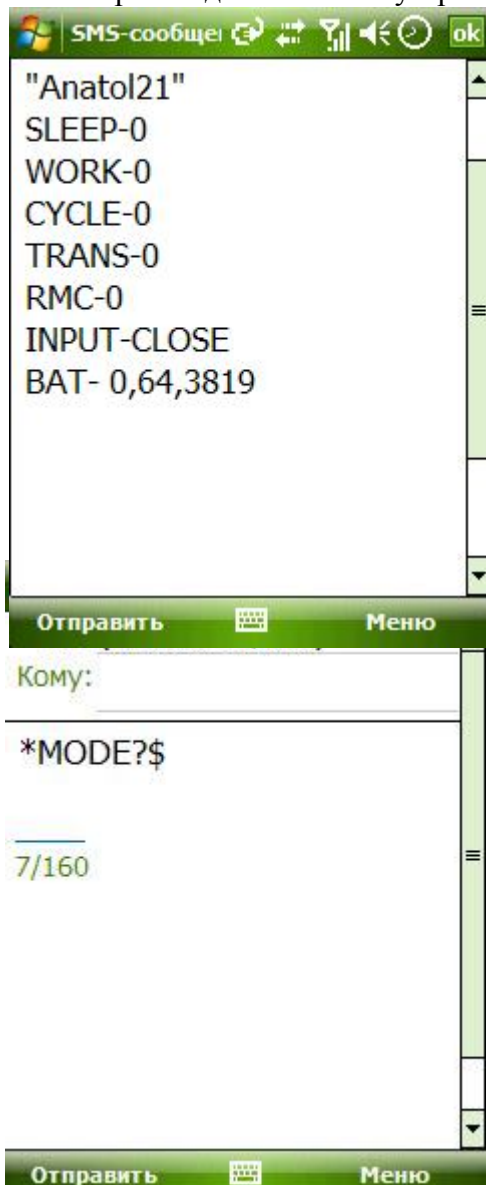 SMS-сообще
ok
"Anatol21"
SLEEP-0
WORK-0
CYCLE-0
TRANS-0
RMC-0
INPUT-CLOSE
BAT- 0,64,3819
Отправить Меню
Кому:
*MODE?$
7/160
Отправить Меню